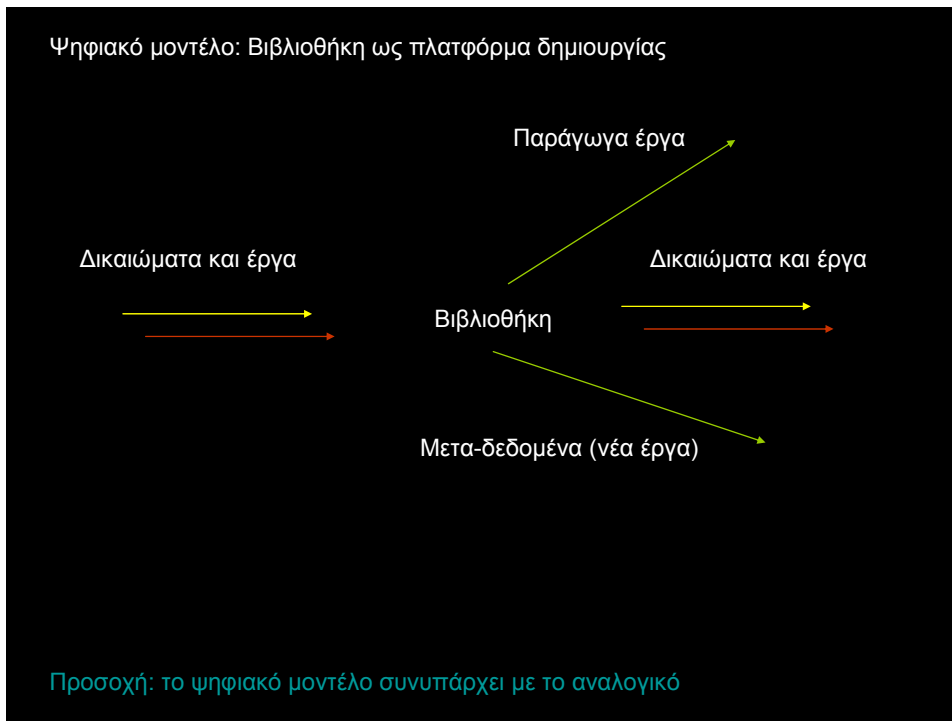 Ψηφιακό μοντέλο: Βιβλιοθήκη ως πλατφόρμα δημιουργίας
Παράγωγα έργα
Δικαιώματα και έργα
Δικαιώματα και έργα
Βιβλιοθήκη
Μετα-δεδομένα (νέα έργα)
Προσοχή: το ψηφιακό μοντέλο συνυπάρχει με το αναλογικό